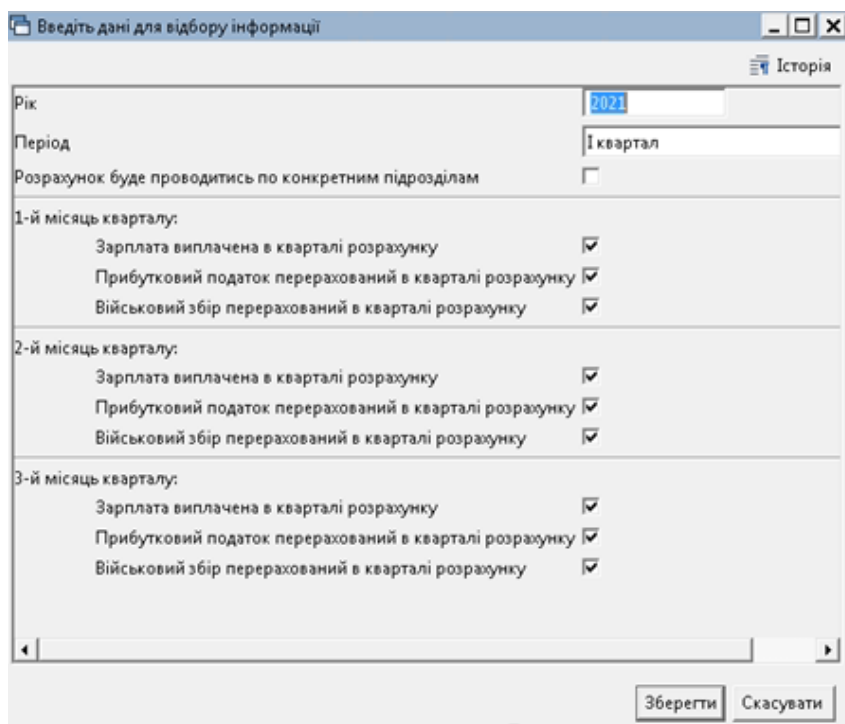 Введіть дані для відбору інформації
Історія
Рік 2021
Період І квартал
Розрахунок буде проводитись по конкретним підрозділам
1-й місяць кварталу:
Зарплата виплачена в кварталі розрахунку
Прибутковий податок перерахований в кварталі розрахунку
Військовий збір перерахований в кварталі розрахунку
2-й місяць кварталу:
Зарплата виплачена в кварталі розрахунку
Прибутковий податок перерахований в кварталі розрахунку
Військовий збір перерахований в кварталі розрахунку
3-й місяць кварталу:
Зарплата виплачена в кварталі розрахунку
Прибутковий податок перерахований в кварталі розрахунку
Військовий збір перерахований в кварталі розрахунку
Зберегти Скасувати